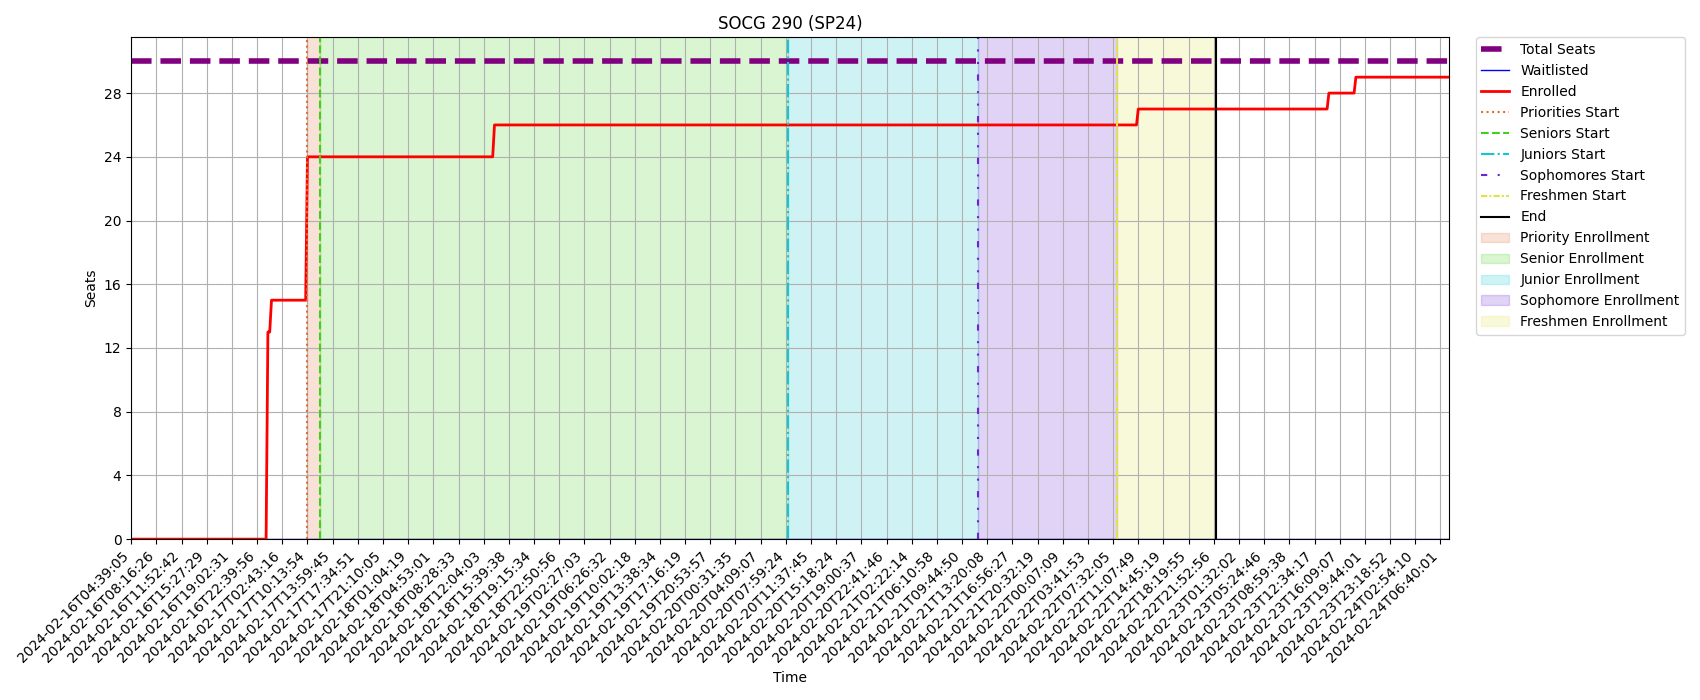 SOCG 290 (SP24)
Seats
28
24
20
16
12
8
4
0
2024-02-16T04:39:05
2024-02-16T08:16:26
2024-02-16T11:52:42
2024-02-16T15:27:29
2024-02-16T19:02:31
2024-02-16T22:39:56
2024-02-17T02:43:16
2024-02-17T10:13:54
2024-02-17T13:59:45
2024-02-17T17:34:51
2024-02-17T21:10:05
2024-02-18T01:04:19
2024-02-18T04:53:01
2024-02-18T08:28:33
2024-02-18T12:04:03
2024-02-18T15:39:38
2024-02-18T19:15:34
2024-02-18T22:50:56
2024-02-19T02:27:03
2024-02-19T06:26:32
2024-02-19T10:02:18
2024-02-19T13:38:34
2024-02-19T17:16:19
2024-02-19T20:53:57
2024-02-20T00:31:35
2024-02-20T04:09:07
2024-02-20T07:59:24
2024-02-20T11:37:45
2024-02-20T15:18:24
2024-02-20T19:00:37
2024-02-20T22:41:46
2024-02-21T02:22:14
2024-02-21T06:10:58
2024-02-21T09:44:50
2024-02-21T13:20:08
2024-02-21T16:56:27
2024-02-21T20:32:19
2024-02-22T00:07:09
2024-02-22T03:41:53
2024-02-22T07:32:05
2024-02-22T11:07:49
2024-02-22T14:45:19
2024-02-22T18:19:55
2024-02-22T21:52:56
2024-02-23T01:32:02
2024-02-23T05:24:46
2024-02-23T08:59:38
2024-02-23T12:34:17
2024-02-23T16:09:07
2024-02-23T19:44:01
2024-02-23T23:18:52
2024-02-24T02:54:10
2024-02-24T06:40:01
Time
Total Seats
Waitlisted
Enrolled
Priorities Start
Seniors Start
Juniors Start
Sophomores Start
Freshmen Start
End
Priority Enrollment
Senior Enrollment
Junior Enrollment
Sophomore Enrollment
Freshmen Enrollment